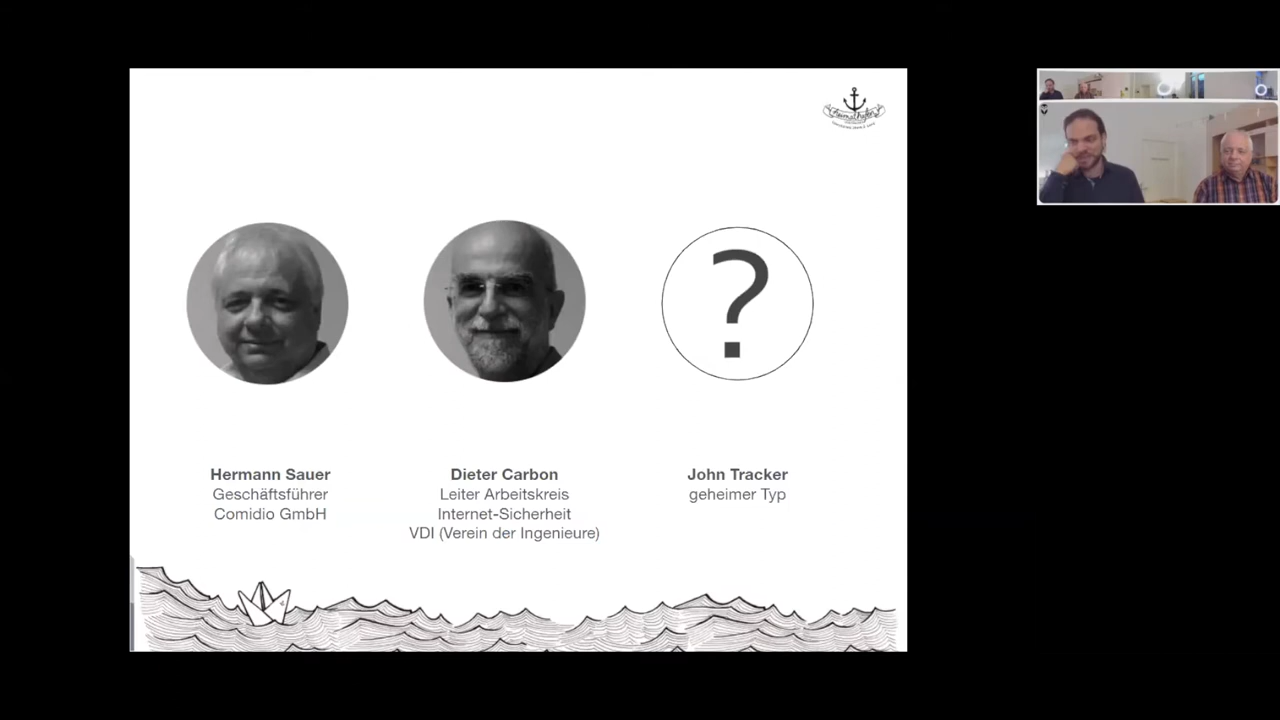 heimathafen
?
Hermann Sauer
Geschäftsführer
Comidio GmbH
Dieter Carbon
Leiter Arbeitskreis
Internet-Sicherheit
VDI (Verein der Ingenieure)
John Tracker
geheimer Typ